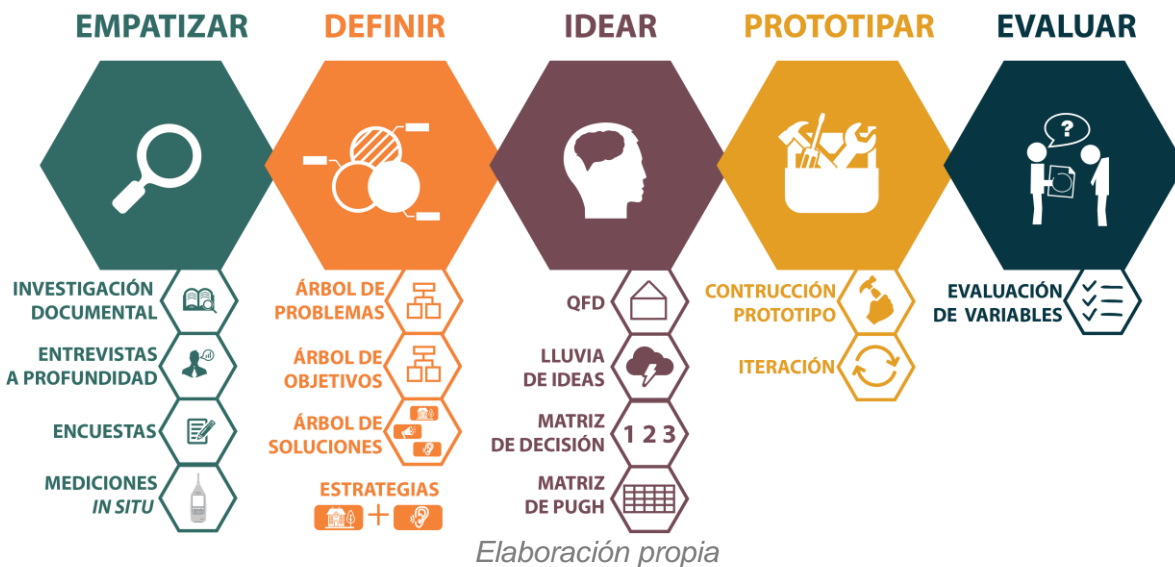 EMPATIZAR
DEFINIR
IDEAR
PROTOTIPAR
EVALUAR
?
INVESTIGACIÓN
DOCUMENTAL
ENTREVISTAS
A PROFUNDIDAD
ENCUESTAS
MEDICIONES
IN SITU
ÁRBOL DE
PROBLEMAS
ÁRBOL DE
OBJETIVOS
ÁRBOL DE
SOLUCIONES
ESTRATEGIAS
+
QFD
LLUVIA
DE IDEAS
MATRIZ
DE DECISIÓN
1 2 3
MATRIZ
DE PUGH
CONTRUCCIÓN
PROTOTIPO
ITERACIÓN
EVALUACIÓN
DE VARIABLES
Elaboración propia